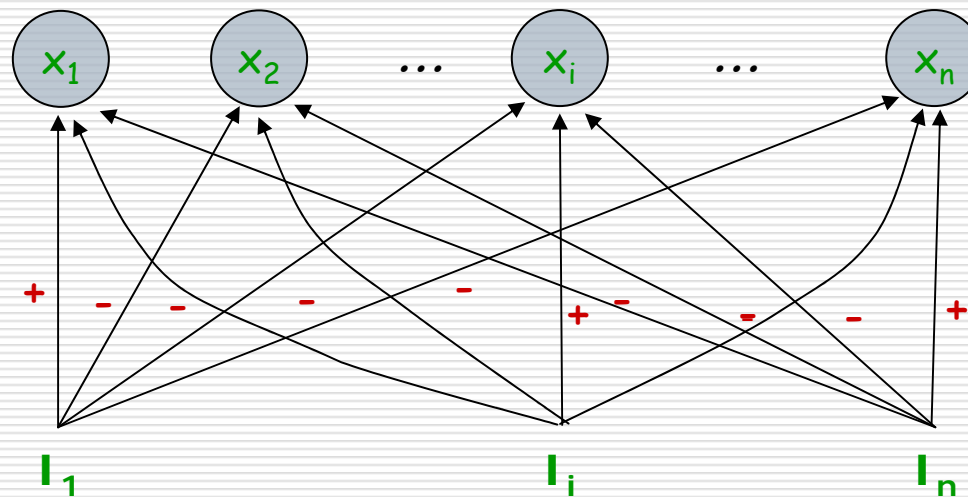 x₁ x₂ ... xᵢ ... xₙ
+ – – – – + – = – +
I₁ Iᵢ Iₙ